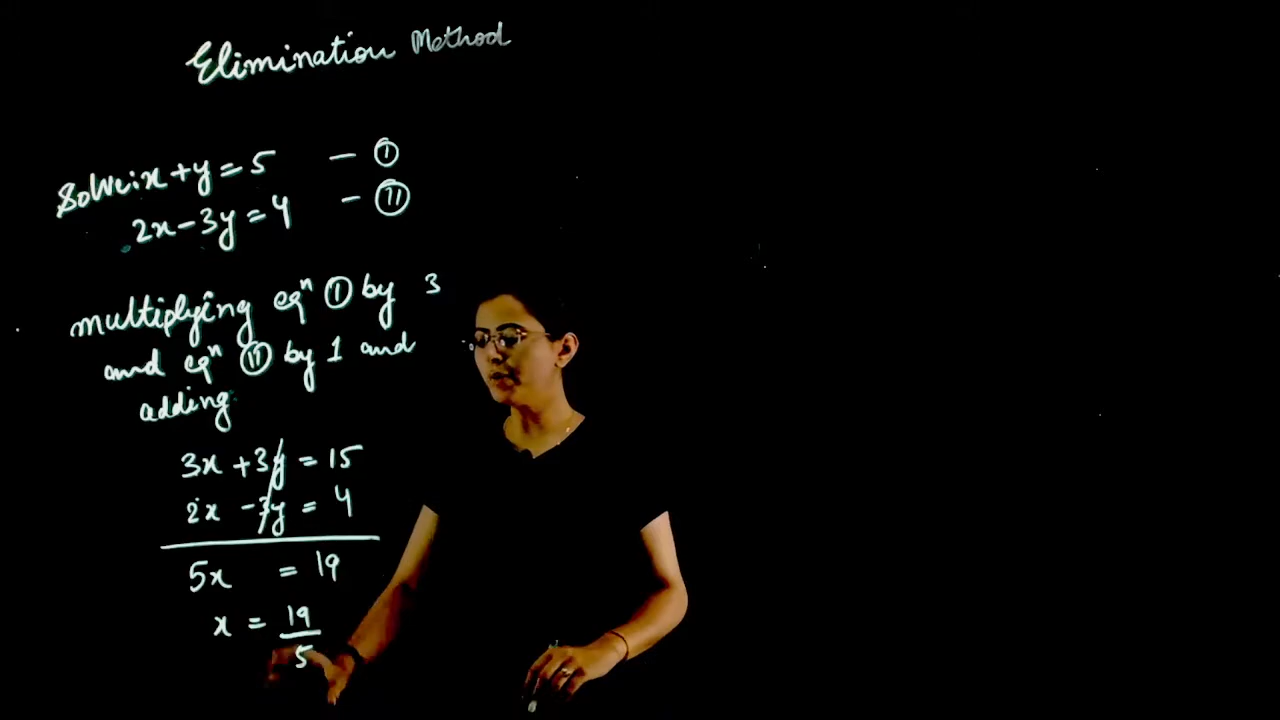 Elimination Method
Solve: x + y = 5 — ①
2x - 3y = 4 — ⑪
multiplying eqⁿ ① by 3
and eqⁿ ⑪ by 1 and
adding
3x + 3y = 15
2x - 3y = 4
5x = 19
x = 19/5